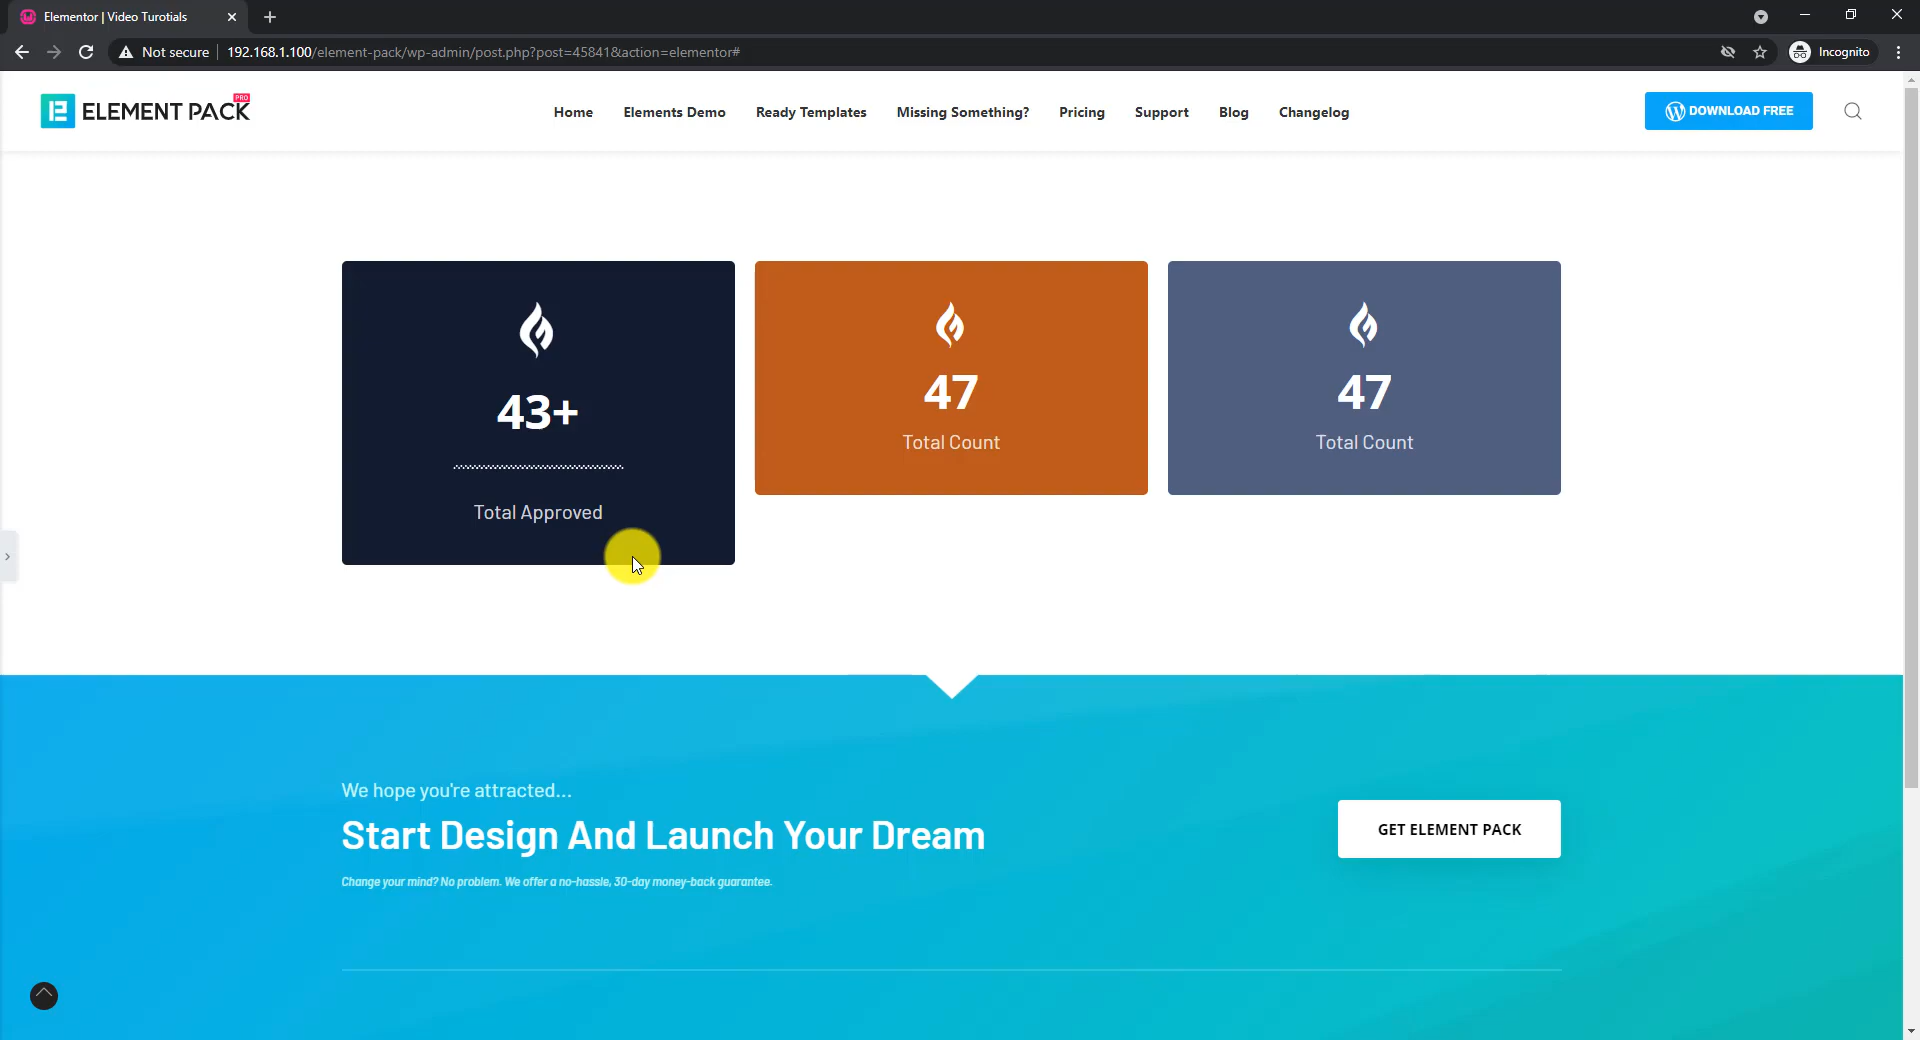 Elementor | Video Turotials
Not secure
192.168.1.100/element-pack/wp-admin/post.php?post=45841&action=elementor#
Incognito
ELEMENT PACK
PRO
Home
Elements Demo
Ready Templates
Missing Something?
Pricing
Support
Blog
Changelog
DOWNLOAD FREE
43+
Total Approved
47
Total Count
47
Total Count
We hope you're attracted...
Start Design And Launch Your Dream
Change your mind? No problem. We offer a no-hassle, 30-day money-back guarantee.
GET ELEMENT PACK